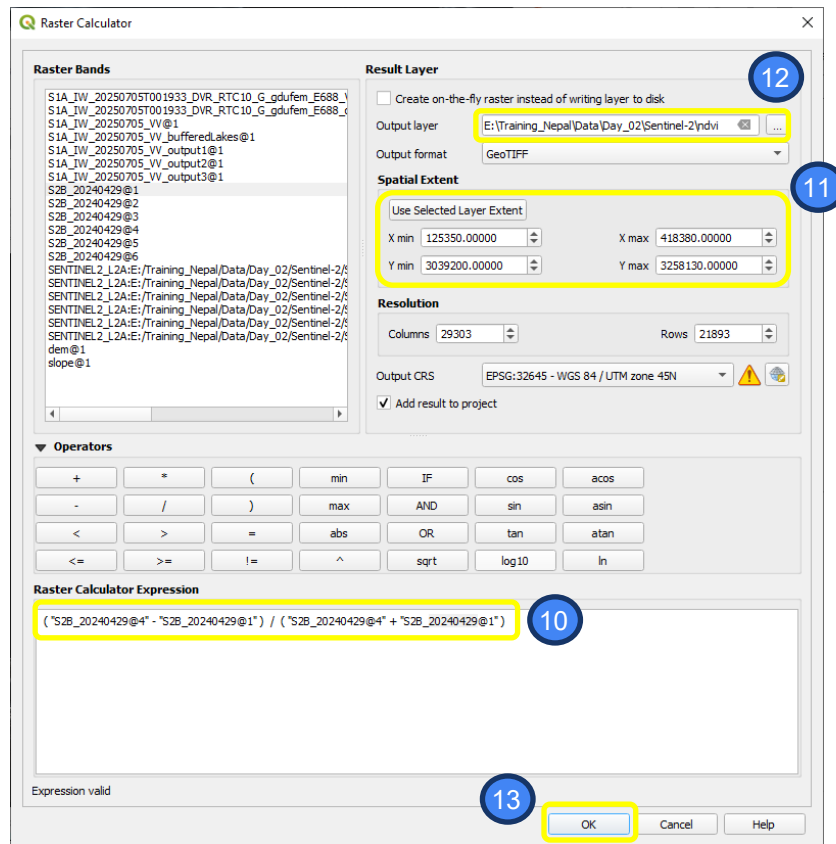 Raster Calculator
Raster Bands
S1A_IW_20250705T001933_DVR_RTC10_G_gdufem_E688_
S1A_IW_20250705T001933_DVR_RTC10_G_gdufem_E688_
S1A_IW_20250705_VV@1
S1A_IW_20250705_VV_bufferedLakes@1
S1A_IW_20250705_VV_output1@1
S1A_IW_20250705_VV_output2@1
S1A_IW_20250705_VV_output3@1
S2B_20240429@1
S2B_20240429@2
S2B_20240429@3
S2B_20240429@4
S2B_20240429@5
S2B_20240429@6
SENTINEL2_L2A:E:/Training_Nepal/Data/Day_02/Sentinel-2/S
SENTINEL2_L2A:E:/Training_Nepal/Data/Day_02/Sentinel-2/S
SENTINEL2_L2A:E:/Training_Nepal/Data/Day_02/Sentinel-2/S
SENTINEL2_L2A:E:/Training_Nepal/Data/Day_02/Sentinel-2/S
SENTINEL2_L2A:E:/Training_Nepal/Data/Day_02/Sentinel-2/S
SENTINEL2_L2A:E:/Training_Nepal/Data/Day_02/Sentinel-2/S
dem@1
slope@1
Result Layer
12
Create on-the-fly raster instead of writing layer to disk
Output layer E:\Training_Nepal\Data\Day_02\Sentinel-2\ndvi ...
Output format GeoTIFF
Spatial Extent
11
Use Selected Layer Extent
X min 125350.00000 X max 418380.00000
Y min 3039200.00000 Y max 3258130.00000
Resolution
Columns 29303 Rows 21893
Output CRS EPSG:32645 - WGS 84 / UTM zone 45N
Add result to project
Operators
+ * ( min IF cos acos
- / ) max AND sin asin
< > = abs OR tan atan
<= >= != ^ sqrt log10 ln
Raster Calculator Expression
("S2B_20240429@4" - "S2B_20240429@1") / ("S2B_20240429@4" + "S2B_20240429@1")
10
Expression valid
13
OK Cancel Help